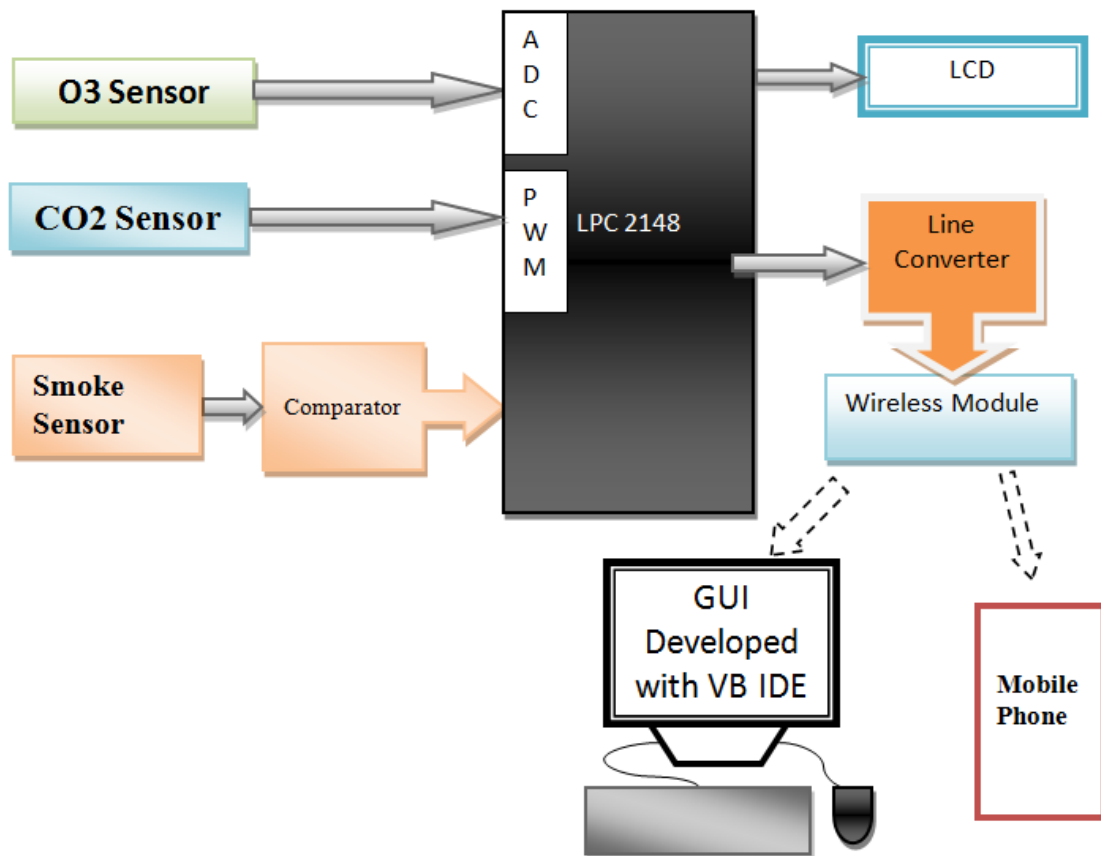 O3 Sensor
A
D
C
LCD
CO2 Sensor
P
W
M
LPC 2148
Line
Converter
Smoke
Sensor
Comparator
Wireless Module
GUI
Developed
with VB IDE
Mobile
Phone